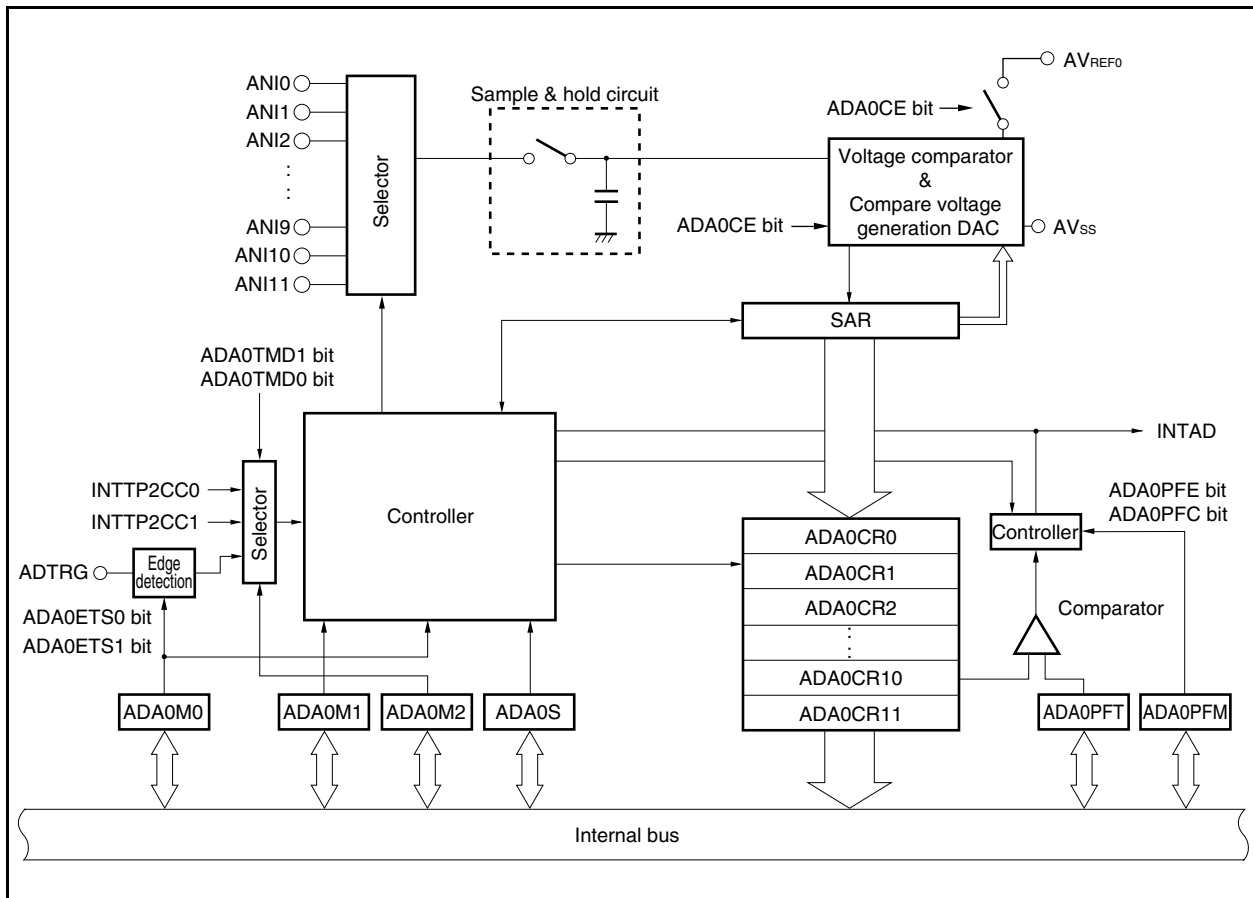 ANI0
ANI1
ANI2
ANI9
ANI10
ANI11
Selector
Sample & hold circuit
AVREF0
ADA0CE bit
Voltage comparator
&
Compare voltage
generation DAC
ADA0CE bit
AVSS
SAR
ADA0TMD1 bit
ADA0TMD0 bit
INTTP2CC0
INTTP2CC1
ADTRG
Edge
detection
Selector
Controller
INTAD
ADA0PFE bit
ADA0PFC bit
Controller
Comparator
ADA0CR0
ADA0CR1
ADA0CR2
ADA0CR10
ADA0CR11
ADA0ETS0 bit
ADA0ETS1 bit
ADA0M0
ADA0M1
ADA0M2
ADA0S
ADA0PFT
ADA0PFM
Internal bus